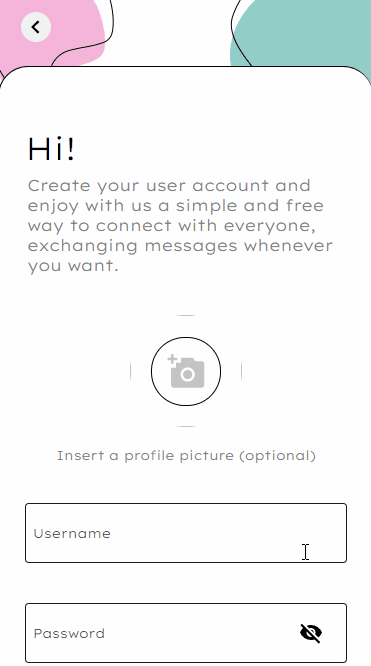 Hi!
Create your user account and
enjoy with us a simple and free
way to connect with everyone,
exchanging messages whenever
you want.
Insert a profile picture (optional)
Username
Password